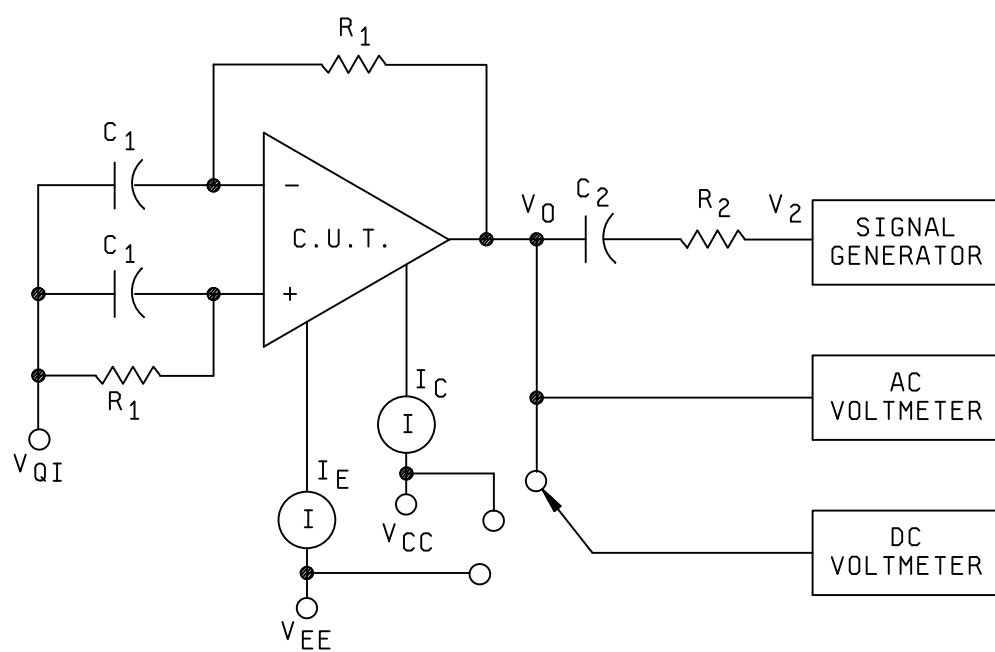 R1
C1
−
C.U.T.
C1
+
R1
VQI
IC
I
IE
I
VCC
VEE
VO
C2
R2
V2
SIGNAL
GENERATOR
AC
VOLTMETER
DC
VOLTMETER